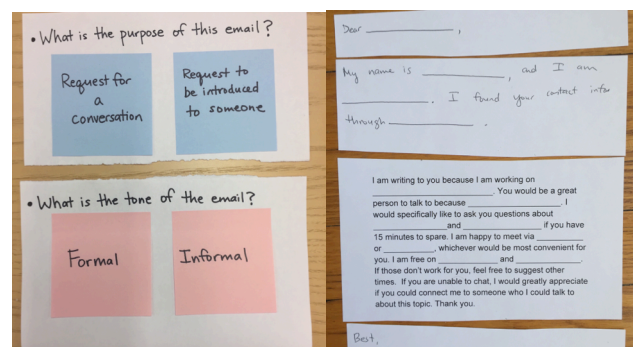 • What is the purpose of this email?
Request for
a
conversation
Request to
be introduced
to someone
• What is the tone of the email?
Formal
Informal
Dear ____________,
My name is ____________, and I am
____________. I found your contact info
through ____________.
I am writing to you because I am working on
____________. You would be a great
person to talk to because ____________. I
would specifically like to ask you questions about
____________ and ____________ if you have
15 minutes to spare. I am happy to meet via ____________
or ____________, whichever would be most convenient for
you. I am free on ____________ and ____________.
If those don't work for you, feel free to suggest other
times. If you are unable to chat, I would greatly appreciate
if you could connect me to someone who I could talk to
about this topic. Thank you.
Best,